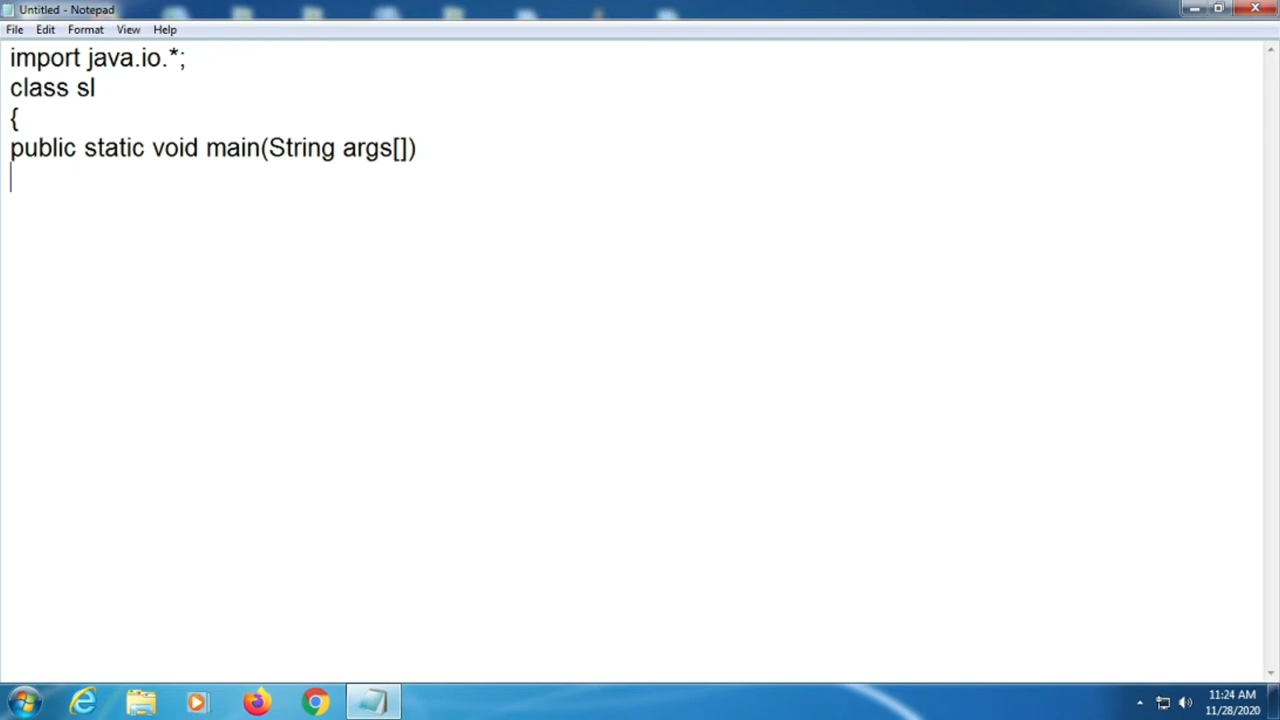 Untitled - Notepad
File Edit Format View Help
import java.io.*;
class sl
{
public static void main(String args[])
11:24 AM
11/28/2020